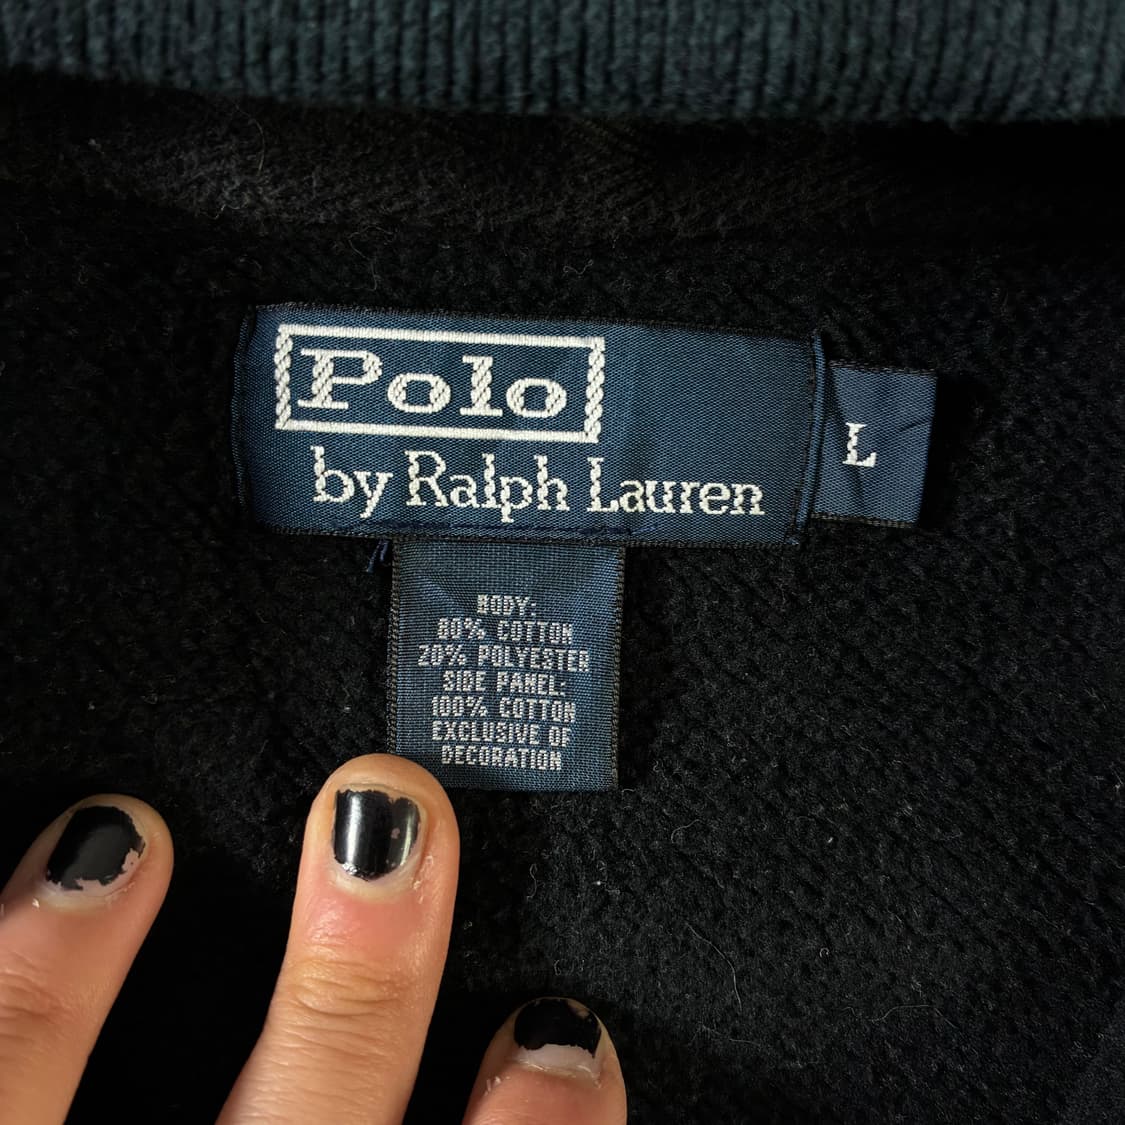 Polo
by Ralph Lauren
L
BODY:
80% COTTON
20% POLYESTER
SIDE PANEL:
100% COTTON
EXCLUSIVE OF
DECORATION